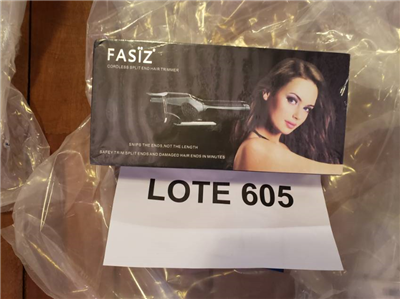 FASÏZ
CORDLESS SPLIT END HAIR TRIMMER
SNIPS THE ENDS, NOT THE LENGTH
SAFELY TRIM SPLIT ENDS AND DAMAGED HAIR ENDS IN MINUTES
LOTE 605